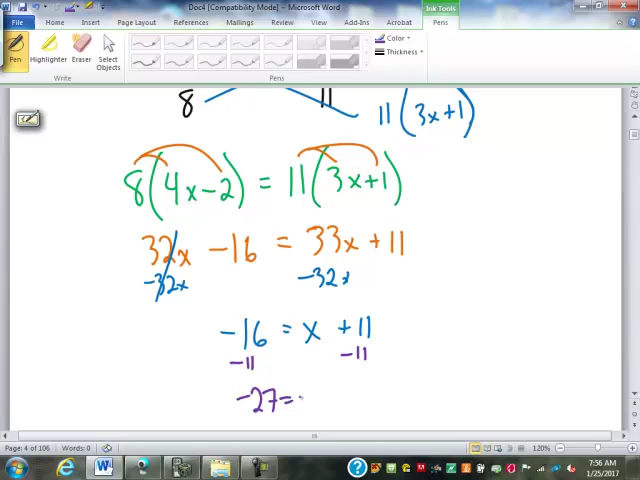 Doc4 [Compatibility Mode] - Microsoft Word
Ink Tools
File Home Insert Page Layout References Mailings Review View Add-Ins Acrobat Pens
Pen Highlighter Eraser Select Objects
Color
Thickness
Write Pens
8 11 11(3x+1)
8(4x-2) = 11(3x+1)
32x -16 = 33x +11
-32x -32x
-16 = x +11
-11 -11
-27=
Page: 4 of 106 Words: 0 120%
7:56 AM
1/25/2017